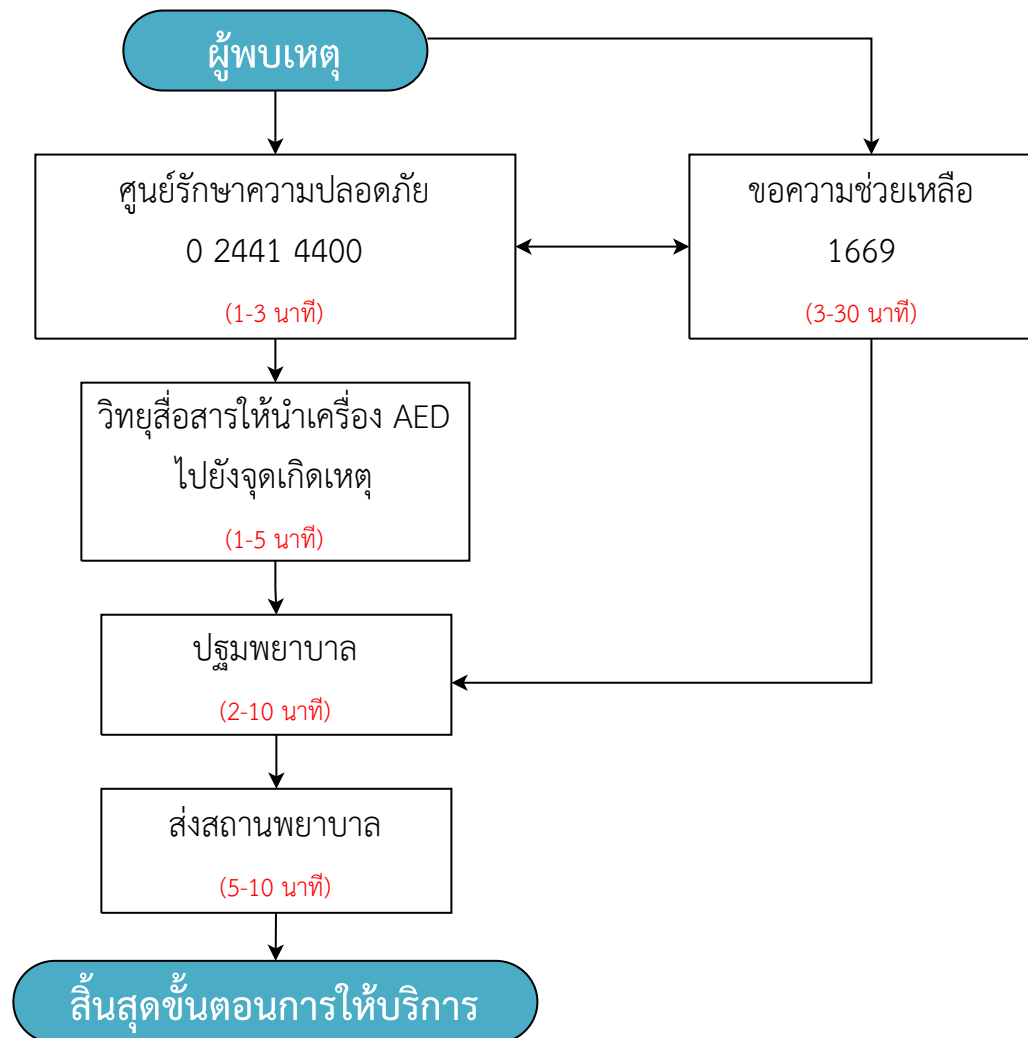 ผู้พบเหตุ
ศูนย์รักษาความปลอดภัย
0 2441 4400
(1-3 นาที)
ขอความช่วยเหลือ
1669
(3-30 นาที)
วิทยุสื่อสารให้นำเครื่อง AED
ไปยังจุดเกิดเหตุ
(1-5 นาที)
ปฐมพยาบาล
(2-10 นาที)
ส่งสถานพยาบาล
(5-10 นาที)
สิ้นสุดขั้นตอนการให้บริการ